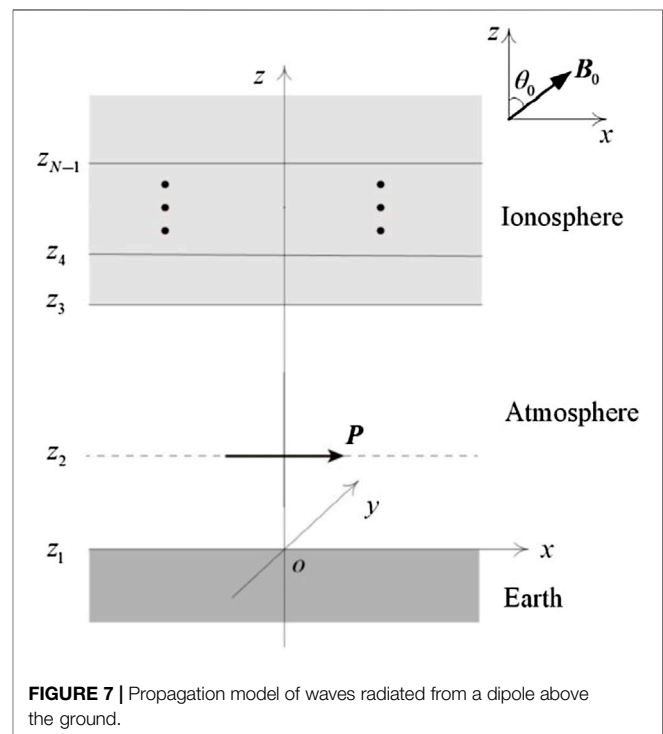 z
θ₀
B₀
x
z
z_{N−1}
z₄
z₃
Ionosphere
Atmosphere
P
z₂
y
z₁
x
o
Earth
FIGURE 7 | Propagation model of waves radiated from a dipole above
the ground.